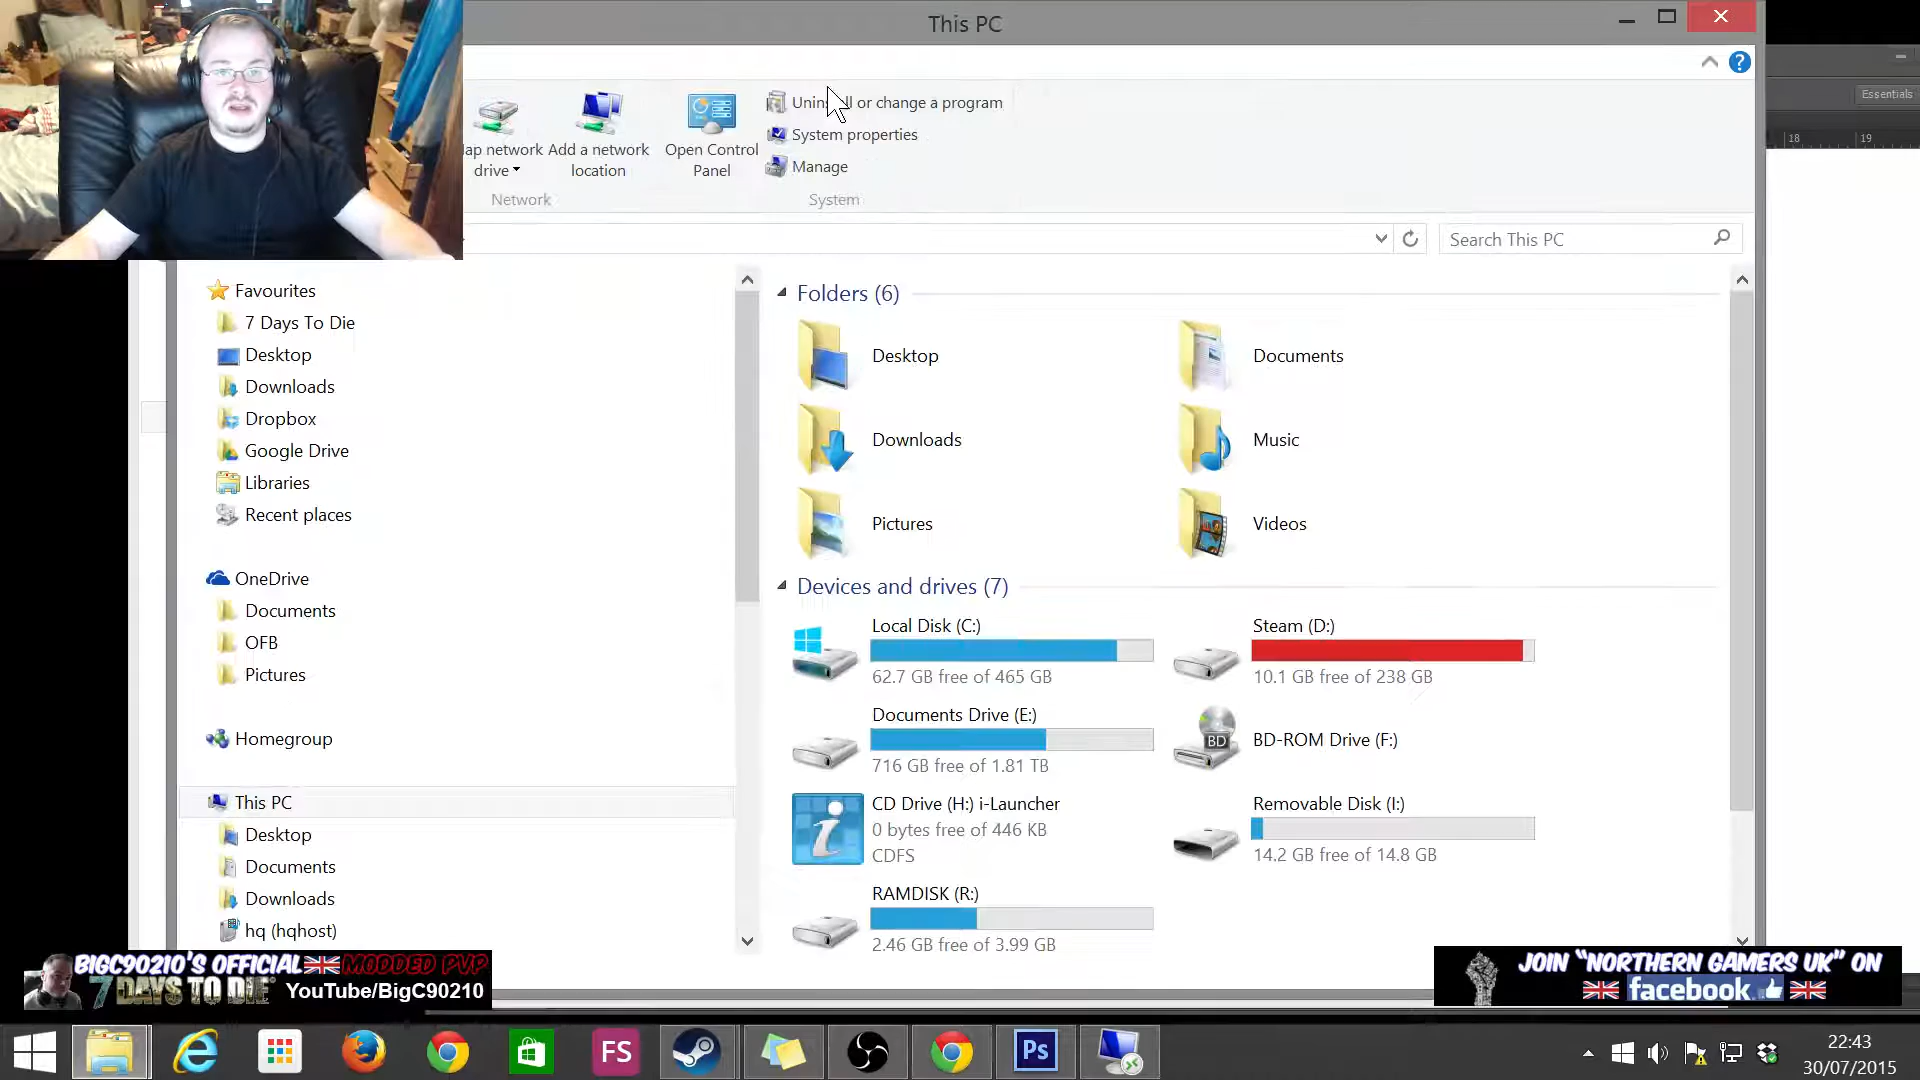 This PC
Essentials
18
19
Uninstall or change a program
System properties
Manage
ap network
drive
Add a network
location
Open Control
Panel
Network
System
Search This PC
Favourites
7 Days To Die
Desktop
Downloads
Dropbox
Google Drive
Libraries
Recent places
OneDrive
Documents
OFB
Pictures
Homegroup
This PC
Desktop
Documents
Downloads
hq (hqhost)
Folders (6)
Desktop
Documents
Downloads
Music
Pictures
Videos
Devices and drives (7)
Local Disk (C:)
62.7 GB free of 465 GB
Steam (D:)
10.1 GB free of 238 GB
Documents Drive (E:)
716 GB free of 1.81 TB
BD
BD-ROM Drive (F:)
CD Drive (H:) i-Launcher
0 bytes free of 446 KB
CDFS
Removable Disk (I:)
14.2 GB free of 14.8 GB
RAMDISK (R:)
2.46 GB free of 3.99 GB
BIGC90210'S OFFICIAL MODDED PVP
7 DAYS TO DIE YouTube/BigC90210
JOIN "NORTHERN GAMERS UK" ON
facebook
FS
Ps
22:43
30/07/2015